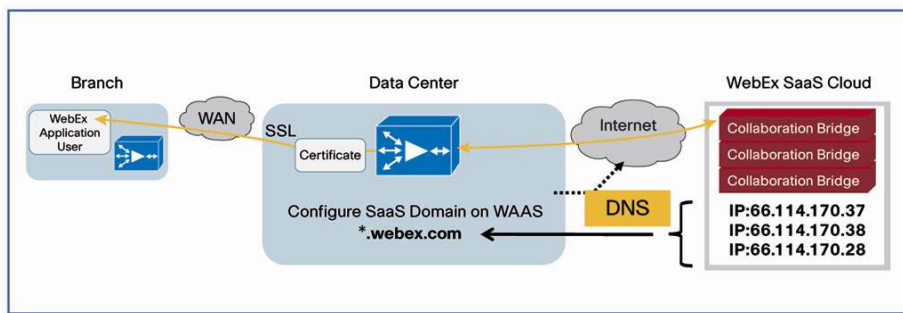 Branch
Data Center
WebEx SaaS Cloud
WebEx
Application
User
WAN
SSL
Certificate
Internet
Collaboration Bridge
Collaboration Bridge
Collaboration Bridge
Configure SaaS Domain on WAAS
*.webex.com
DNS
IP:66.114.170.37
IP:66.114.170.38
IP:66.114.170.28